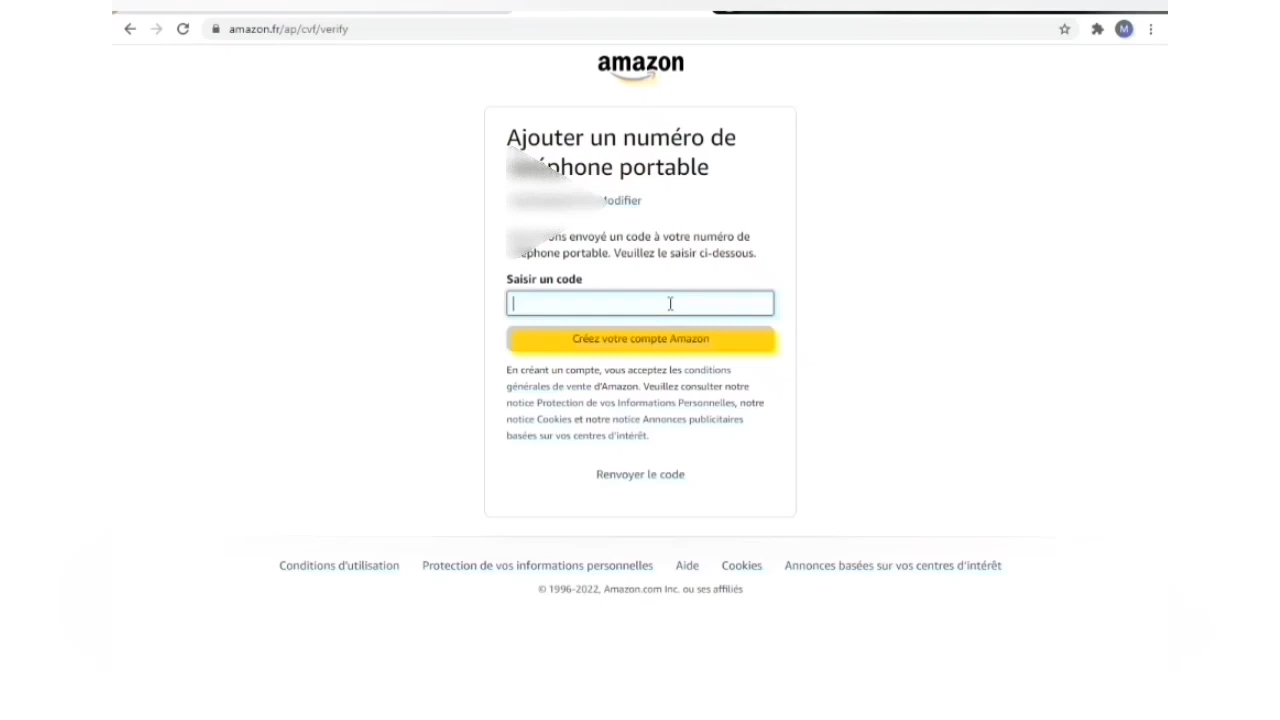 amazon.fr/ap/cvf/verify
M
amazon
Ajouter un numéro de
phone portable
Modifier
envoyé un code à votre numéro de
portable. Veuillez le saisir ci-dessous.
Saisir un code
Créez votre compte Amazon
En créant un compte, vous acceptez les conditions
générales de vente d'Amazon. Veuillez consulter notre
notice Protection de vos Informations Personnelles, notre
notice Cookies et notre notice Annonces publicitaires
basées sur vos centres d'intérêt.
Renvoyer le code
Conditions d'utilisation Protection de vos informations personnelles Aide Cookies Annonces basées sur vos centres d'intérêt
© 1996-2022, Amazon.com Inc. ou ses affiliés